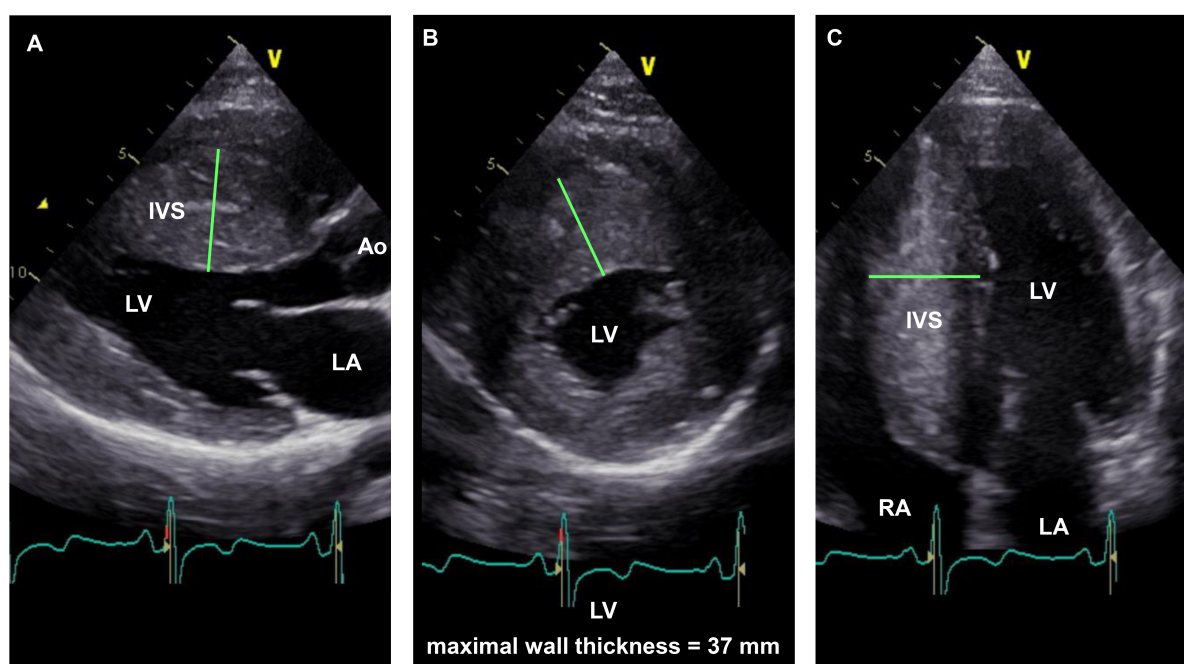 A
V
5
IVS
Ao
10
LV
LA
B
V
5
LV
LV
maximal wall thickness = 37 mm
C
V
5
LV
IVS
RA
LA